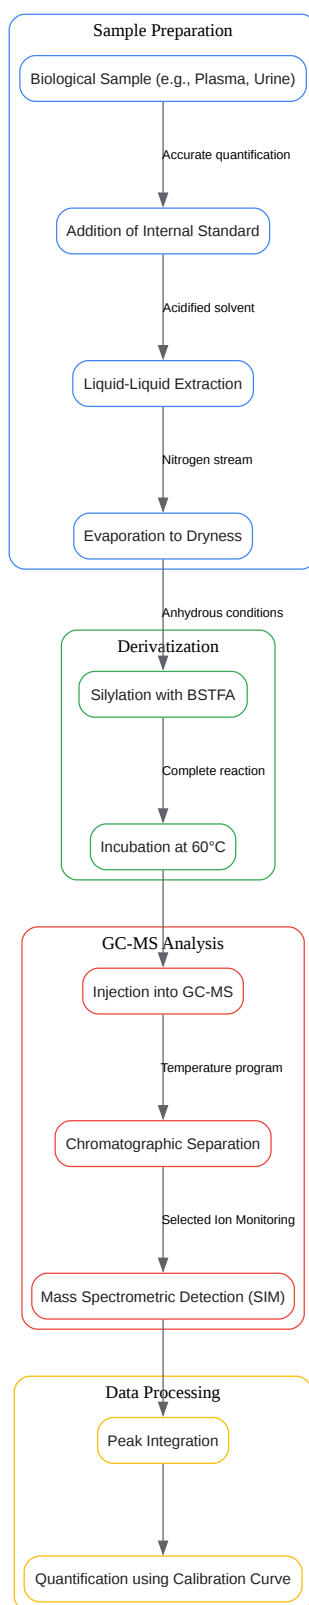 Sample Preparation
Biological Sample (e.g., Plasma, Urine)
Accurate quantification
Addition of Internal Standard
Acidified solvent
Liquid-Liquid Extraction
Nitrogen stream
Evaporation to Dryness
Anhydrous conditions
Derivatization
Silylation with BSTFA
Complete reaction
Incubation at 60°C
GC-MS Analysis
Injection into GC-MS
Temperature program
Chromatographic Separation
Selected Ion Monitoring
Mass Spectrometric Detection (SIM)
Data Processing
Peak Integration
Quantification using Calibration Curve